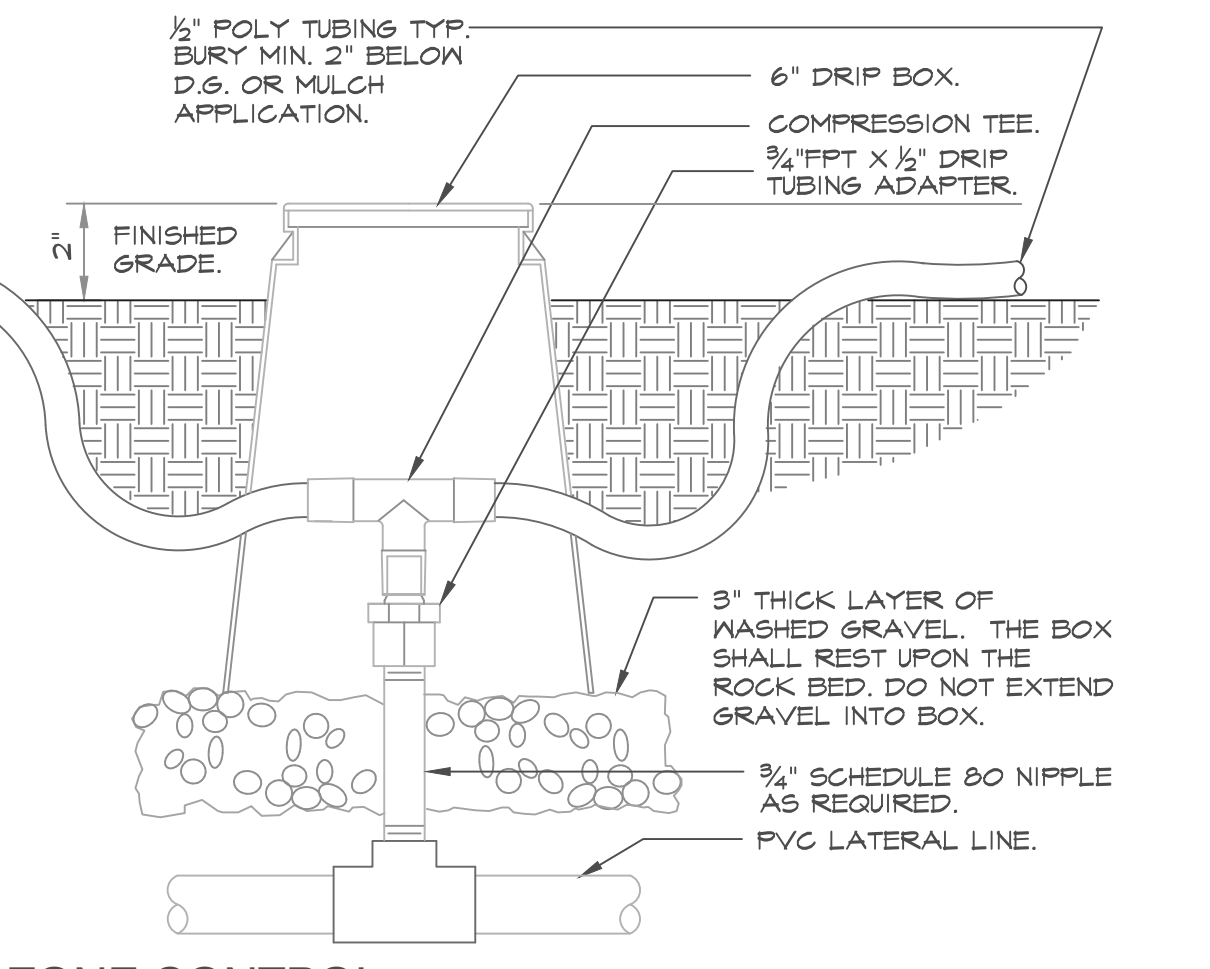 ½" POLY TUBING TYP.
BURY MIN. 2" BELOW
D.G. OR MULCH
APPLICATION.
6" DRIP BOX.
COMPRESSION TEE.
¾"FPT X ½" DRIP
TUBING ADAPTER.
2"
FINISHED
GRADE.
3" THICK LAYER OF
WASHED GRAVEL. THE BOX
SHALL REST UPON THE
ROCK BED. DO NOT EXTEND
GRAVEL INTO BOX.
¾" SCHEDULE 80 NIPPLE
AS REQUIRED.
PVC LATERAL LINE.